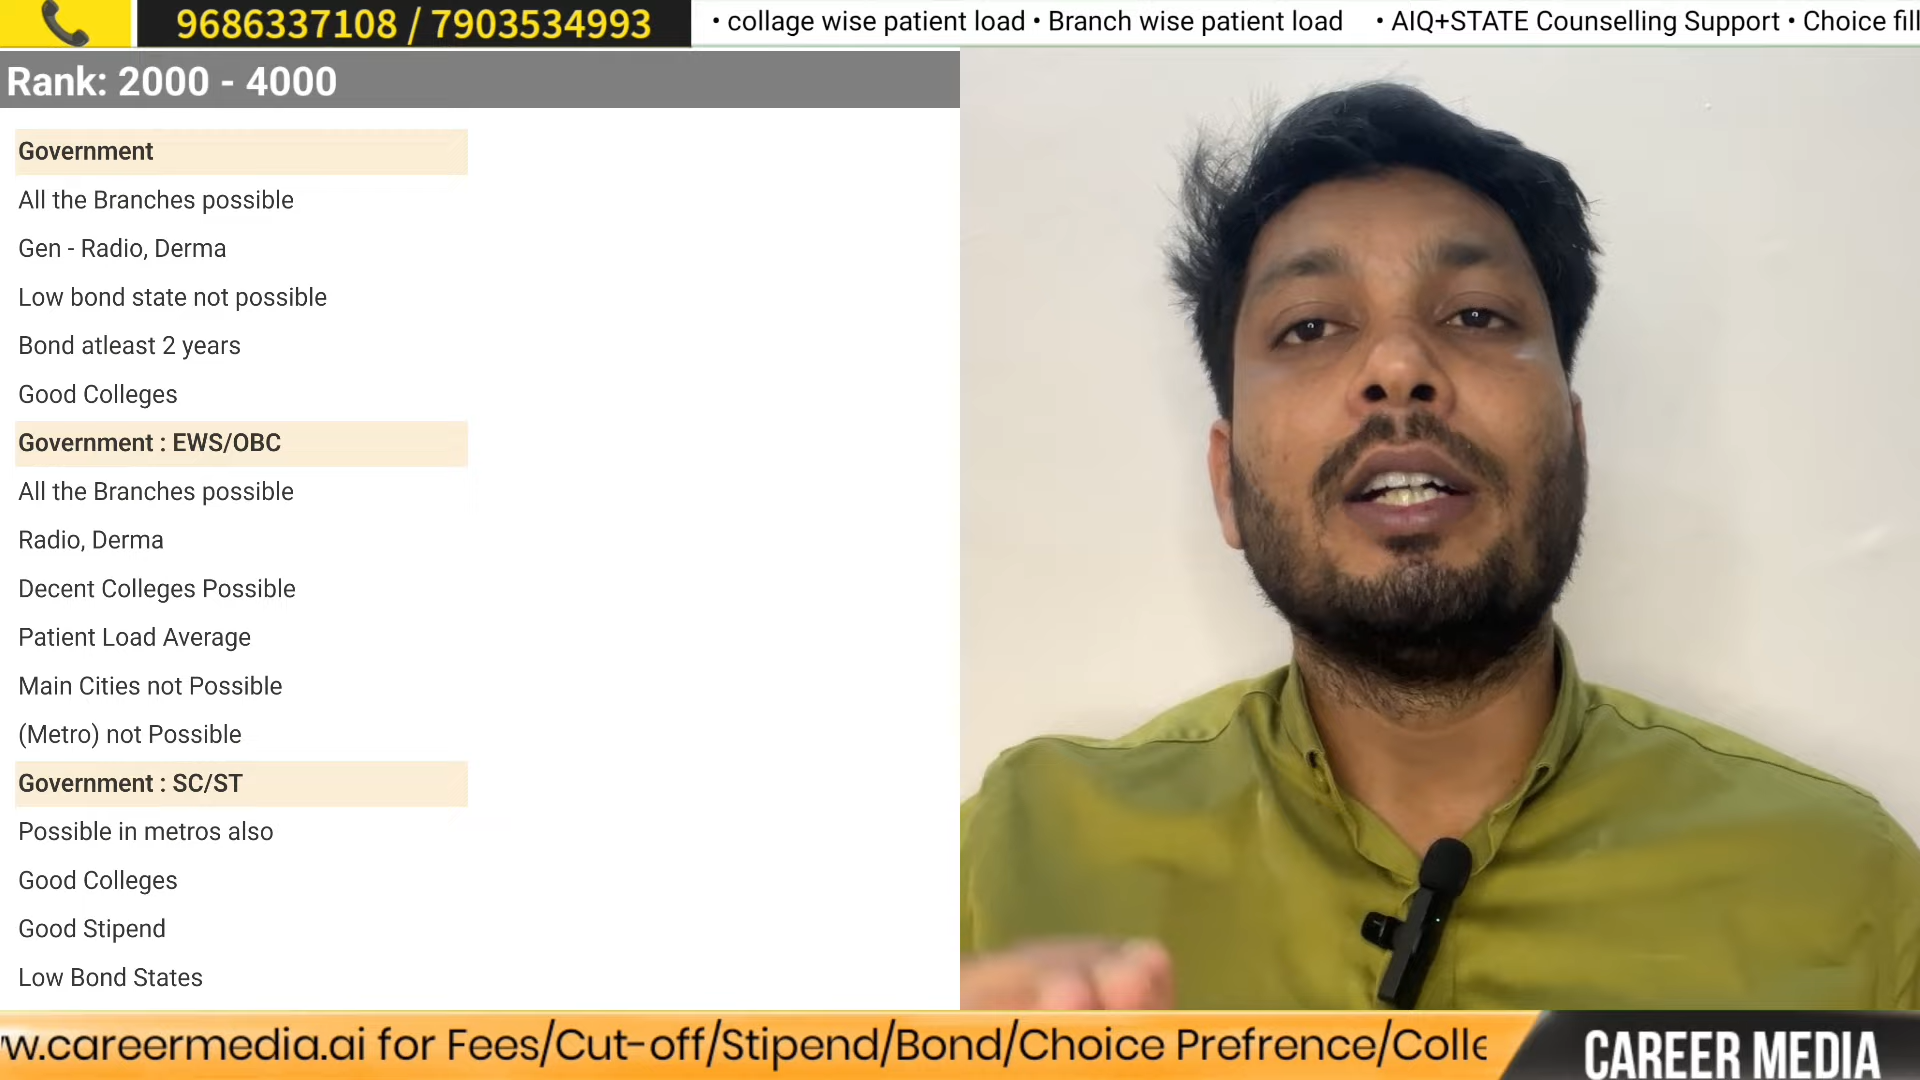 9686337108 / 7903534993
• collage wise patient load • Branch wise patient load • AIQ+STATE Counselling Support • Choice fill
Rank: 2000 - 4000
Government
All the Branches possible
Gen - Radio, Derma
Low bond state not possible
Bond atleast 2 years
Good Colleges
Government : EWS/OBC
All the Branches possible
Radio, Derma
Decent Colleges Possible
Patient Load Average
Main Cities not Possible
(Metro) not Possible
Government : SC/ST
Possible in metros also
Good Colleges
Good Stipend
Low Bond States
w.careermedia.ai for Fees/Cut-off/Stipend/Bond/Choice Prefrence/Colle
CAREER MEDIA